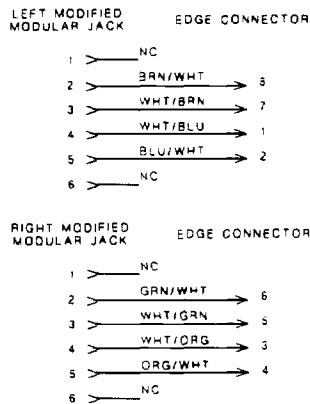 LEFT MODIFIED MODULAR JACK EDGE CONNECTOR
1 NC
2 BRN/WHT 8
3 WHT/BRN 7
4 WHT/BLU 1
5 BLU/WHT 2
6 NC
RIGHT MODIFIED MODULAR JACK EDGE CONNECTOR
1 NC
2 GRN/WHT 6
3 WHT/GRN 5
4 WHT/ORG 3
5 ORG/WHT 4
6 NC